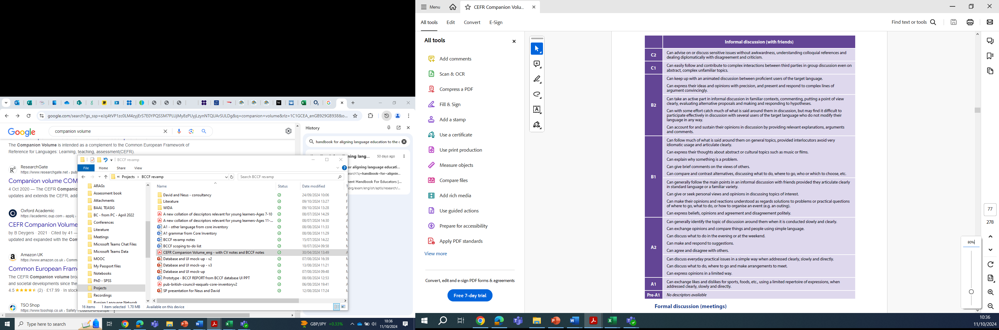 google.com/search?gs_ssp=eJzj4tVP1zc0LM4zyjErS7E0YPQSSM7PLUjMy8zPUyjLzynNTQUArSULDg&q=companion+volume&rlz=1C1GCEA_enGB929GB938&o...
Google
companion volume
The Companion Volume is intended as a complement to the Common European Framework of
Reference for Languages: Learning, teaching, assessment(CEFR).
ResearchGate
https://www.researchgate.net › pub
Companion volume COM
4 Oct 2020 — The CEFR Companio
updates and extends the CEFR, add
Oxford Academic
https://academic.oup.com › applij ›
CEFR Companion Volume
by B Deygers · 2021 · Cited by 41 —
updated and expanded with the Com
Amazon UK
https://www.amazon.co.uk › Comm
Common European Fram
The CEFR Companion volume broa
and societal developments since the
4.5 (2) · £17.99 · In stock
TSO Shop
https://www.tsoshop.co.uk › Safety › Council-of-Europe
History
handbook for aligning language education to the c
ning lang... 50 days ago
or aligning language educati...
earch?q=handbook+for+alignin...
nent Handbook For Educators |...
.org/exam/english/aptis/research/...
BCCF revamp
File Home Share View
« Projects › BCCF revamp
Search BCCF revamp
ARAGs
Assessment book
Attachments
BAAL TEASIG
BC - from PC - April 2022
Conferences
Literature
Meetings
Microsoft Teams Chat Files
Microsoft Teams Data
MOOC
My Passport files
Notebooks
PhD - SPSS
Projects
Recordings
Russian Language Network
Name Status Date modified
David and Neus - consultancy 24/09/2024 10:06
Literature 09/10/2024 13:27
WIDA 09/10/2024 13:28
A new collation of descriptors relevant for young learners-Ages 7-10 08/07/2024 14:29
A new collation of descriptors relevant for young learners-Ages 11-... 08/07/2024 14:30
A1 - other language from core inventory 08/08/2024 11:33
A1 grammar from Core Inventory 08/08/2024 11:29
BCCF revamp notes 15/07/2024 14:22
BCCF scoping to-do list 18/07/2024 09:58
CEFR Companion Volume_eng - with CV notes and BCCF notes 30/04/2024 13:49
Database and UI mock-up - v2 07/08/2024 16:39
Database and UI mock-up - v3 13/08/2024 11:21
Database and UI mock-up 07/08/2024 09:48
Prototype - BCCF REPORT from BCCF database UI PPT 08/08/2024 12:53
pub-british-council-eaquals-core-inventoryv2 06/08/2024 19:41
SP presentation for Neus and David 12/08/2024 17:24
16 items 1 item selected 1.70 MB Available on this device
Type here to search
GBP/JPY +0.33%
10:36
11/10/2024
Menu
CEFR Companion Volu...
All tools Edit Convert E-Sign
Find text or tools
All tools
Add comments
Scan & OCR
Compress a PDF
Fill & Sign
Add a stamp
Use a certificate
Use print production
Measure objects
Compare files
Add rich media
Use guided actions
Prepare for accessibility
Apply PDF standards
View more
Convert, edit and e-sign PDF forms & agreements
Free 7-day trial
Informal discussion (with friends)
C2
Can advise on or discuss sensitive issues without awkwardness, understanding colloquial references and
dealing diplomatically with disagreement and criticism.
C1
Can easily follow and contribute to complex interactions between third parties in group discussion even on
abstract, complex unfamiliar topics.
B2
Can keep up with an animated discussion between proficient users of the target language.
Can express their ideas and opinions with precision, and present and respond to complex lines of
argument convincingly.
Can take an active part in informal discussion in familiar contexts, commenting, putting a point of view
clearly, evaluating alternative proposals and making and responding to hypotheses.
Can with some effort catch much of what is said around them in discussion, but may find it difficult to
participate effectively in discussion with several users of the target language who do not modify their
language in any way.
Can account for and sustain their opinions in discussion by providing relevant explanations, arguments
and comments.
B1
Can follow much of what is said around them on general topics, provided interlocutors avoid very
idiomatic usage and articulate clearly.
Can express their thoughts about abstract or cultural topics such as music or films.
Can explain why something is a problem.
Can give brief comments on the views of others.
Can compare and contrast alternatives, discussing what to do, where to go, who or which to choose, etc.
Can generally follow the main points in an informal discussion with friends provided they articulate clearly
in standard language or a familiar variety.
Can give or seek personal views and opinions in discussing topics of interest.
Can make their opinions and reactions understood as regards solutions to problems or practical questions
of where to go, what to do, or how to organise an event (e.g. an outing).
Can express beliefs, opinions and agreement and disagreement politely.
A2
Can generally identify the topic of discussion around them when it is conducted slowly and clearly.
Can exchange opinions and compare things and people using simple language.
Can discuss what to do in the evening or at the weekend.
Can make and respond to suggestions.
Can agree and disagree with others.
Can discuss everyday practical issues in a simple way when addressed clearly, slowly and directly.
Can discuss what to do, where to go and make arrangements to meet.
Can express opinions in a limited way.
A1
Can exchange likes and dislikes for sports, foods, etc., using a limited repertoire of expressions, when
addressed clearly, slowly and directly.
Pre-A1
No descriptors available
Formal discussion (meetings)
77
278
80%
10:36
11/10/2024